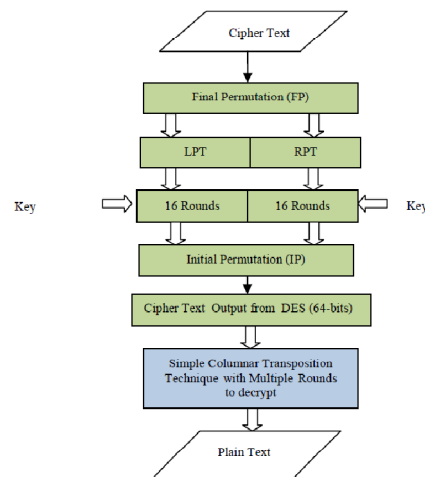 Cipher Text
Final Permutation (FP)
LPT RPT
Key 16 Rounds 16 Rounds Key
Initial Permutation (IP)
Cipher Text Output from DES (64-bits)
Simple Columnar Transposition
Technique with Multiple Rounds
to decrypt
Plain Text